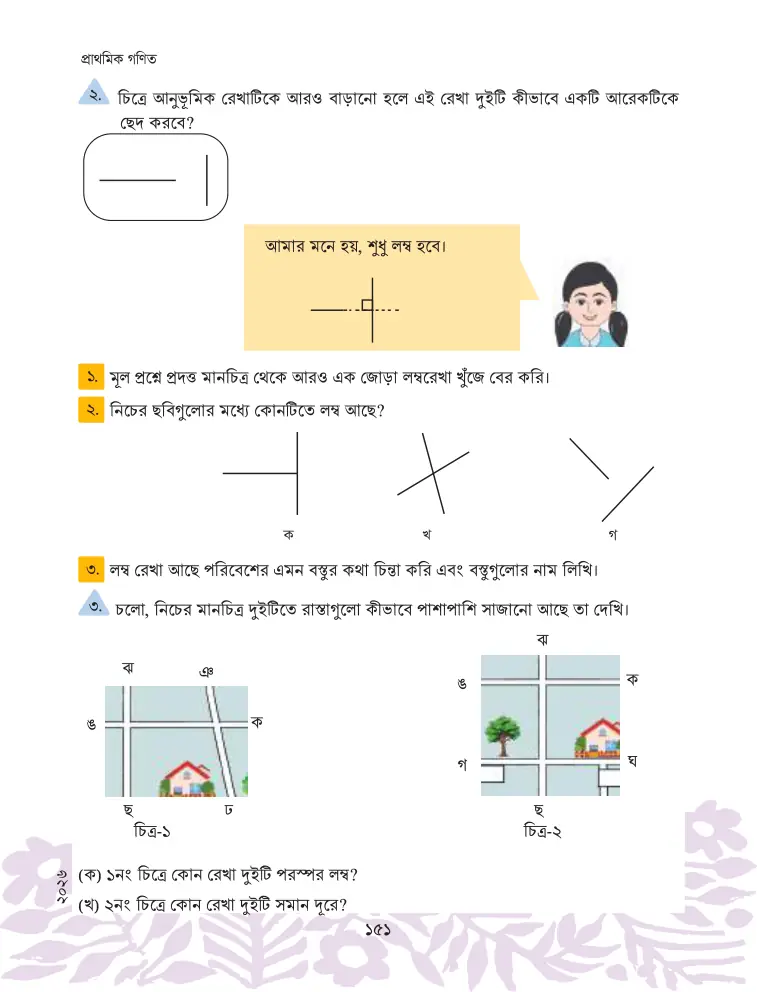 প্রাথমিক গণিত
২. চিত্রে আনুভূমিক রেখাটিকে আরও বাড়ানো হলে এই রেখা দুইটি কীভাবে একটি আরেকটিকে
ছেদ করবে?
আমার মনে হয়, শুধু লম্ব হবে।
১. মূল প্রশ্নে প্রদত্ত মানচিত্র থেকে আরও এক জোড়া লম্বরেখা খুঁজে বের করি।
২. নিচের ছবিগুলোর মধ্যে কোনটিতে লম্ব আছে?
ক খ গ
৩. লম্ব রেখা আছে পরিবেশের এমন বস্তুর কথা চিন্তা করি এবং বস্তুগুলোর নাম লিখি।
৩. চলো, নিচের মানচিত্র দুইটিতে রাস্তাগুলো কীভাবে পাশাপাশি সাজানো আছে তা দেখি।
ঝ ঞ
ঙ ক
ছ ঢ
চিত্র-১
ঝ
ঙ ক
গ ঘ
ছ
চিত্র-২
(ক) ১নং চিত্রে কোন রেখা দুইটি পরস্পর লম্ব?
(খ) ২নং চিত্রে কোন রেখা দুইটি সমান দূরে?
২০২৬
১৫১